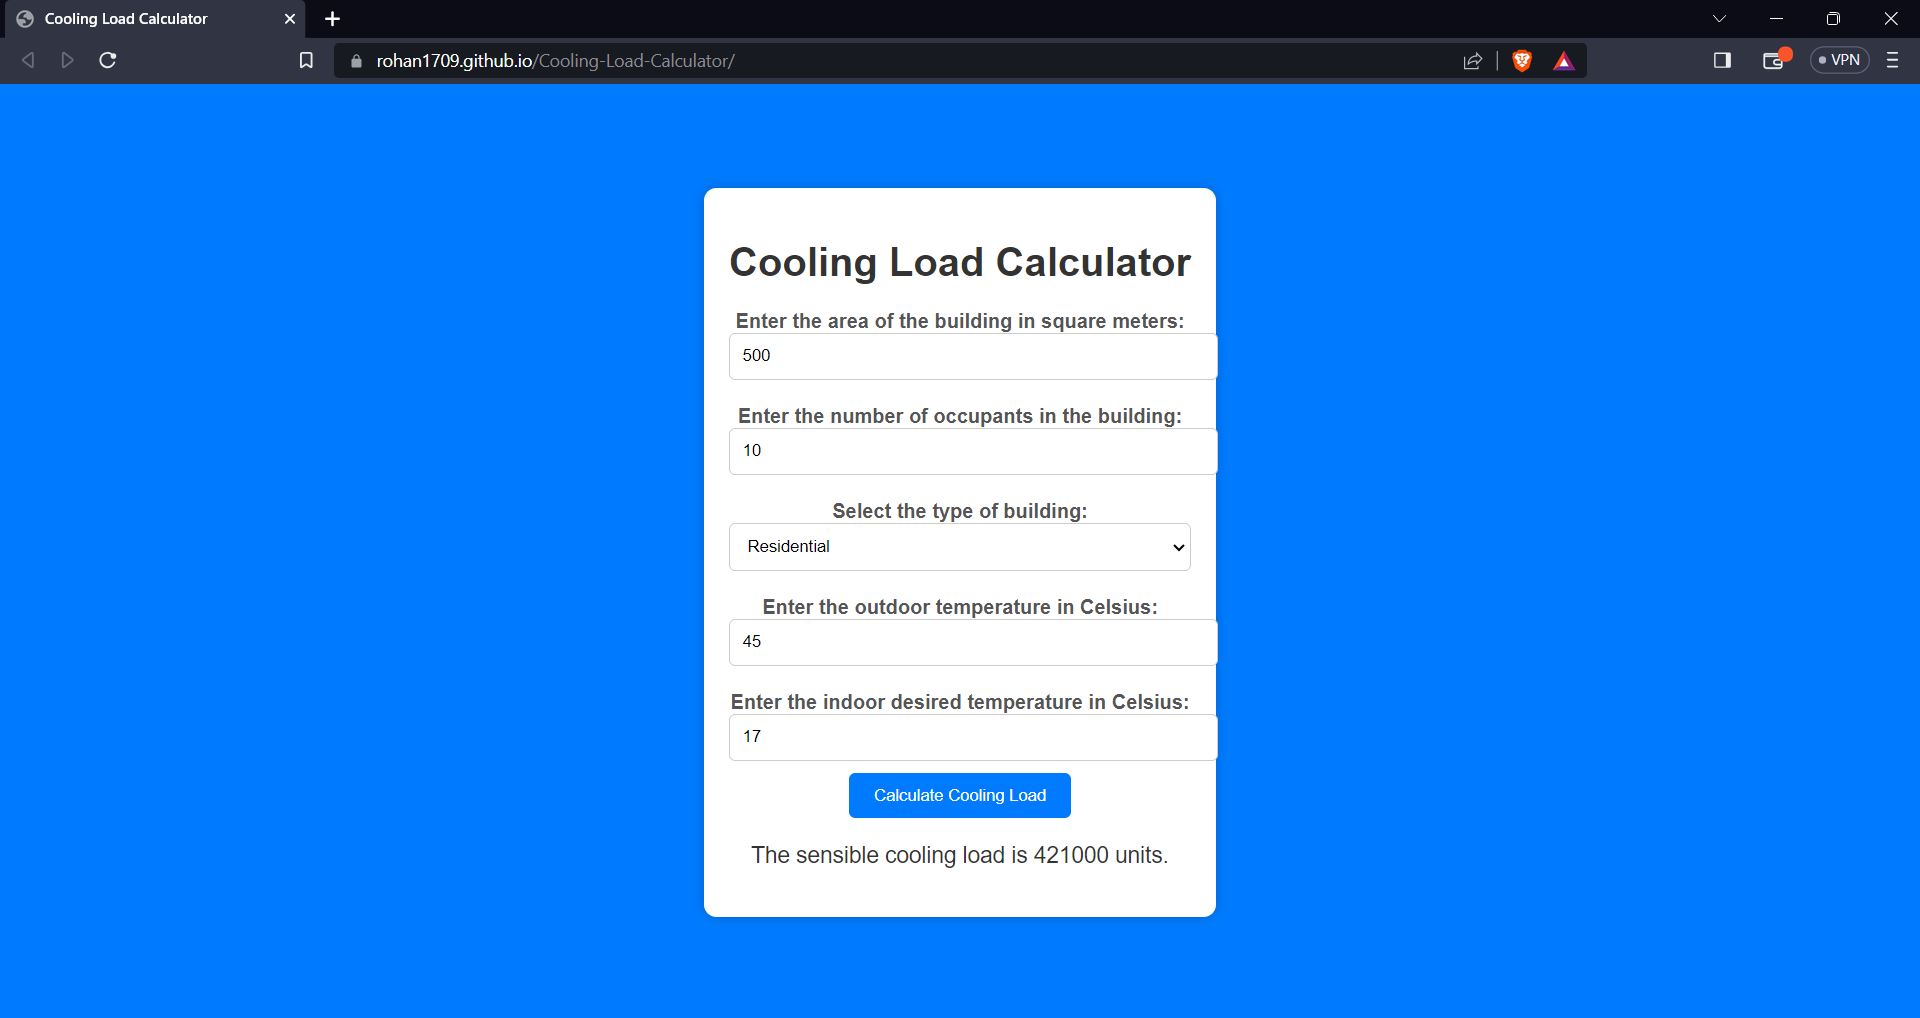 Cooling Load Calculator
rohan1709.github.io/Cooling-Load-Calculator/
VPN
Cooling Load Calculator
Enter the area of the building in square meters:
500
Enter the number of occupants in the building:
10
Select the type of building:
Residential
Enter the outdoor temperature in Celsius:
45
Enter the indoor desired temperature in Celsius:
17
Calculate Cooling Load
The sensible cooling load is 421000 units.